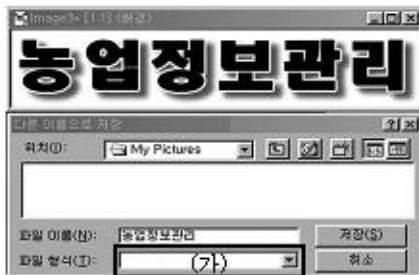 Image3* [1:1] (배경)
농업정보관리
다른 이름으로 저장
위치(I): My Pictures
파일 이름(N): 농업정보관리 저장(S)
파일 형식(T): (가) 취소